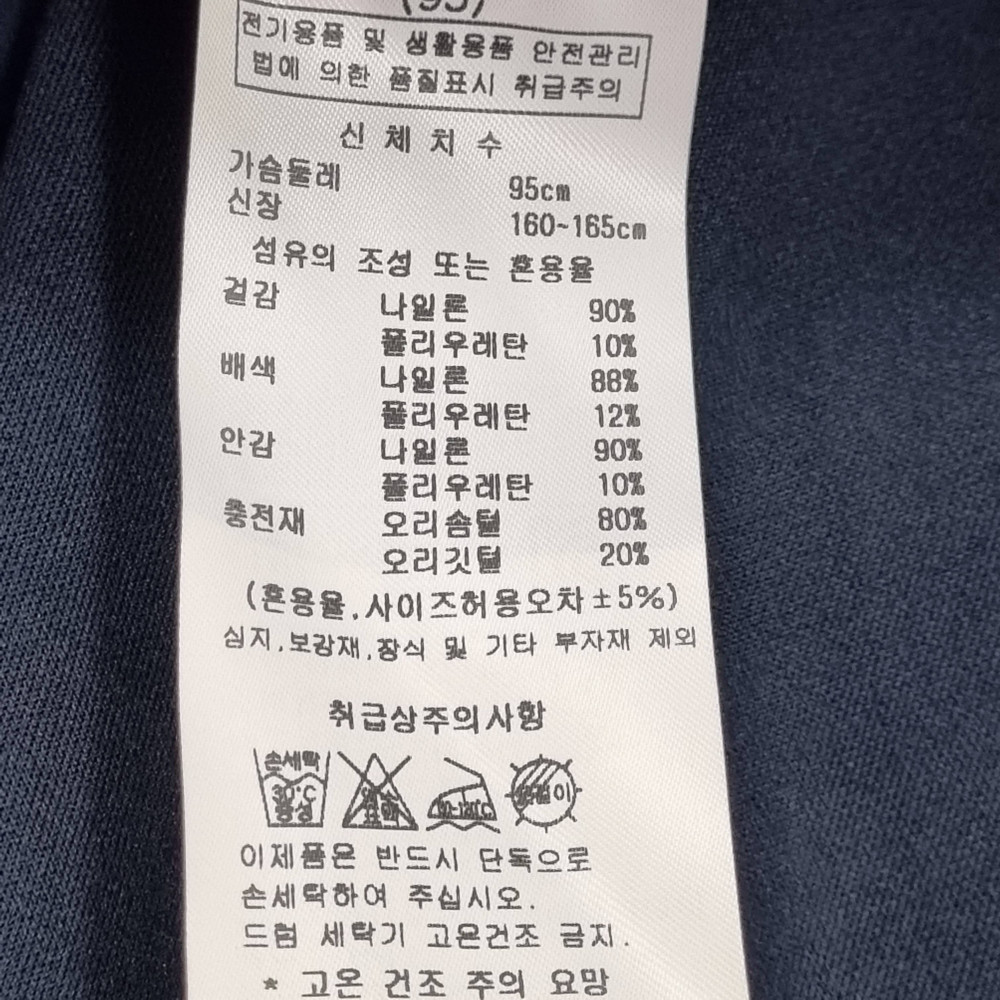 (95)
전기용품 및 생활용품 안전관리
법에 의한 품질표시 취급주의
신 체 치 수
가슴둘레 95cm
신장 160~165cm
섬유의 조성 또는 혼용율
겉감 나일론 90%
폴리우레탄 10%
배색 나일론 88%
폴리우레탄 12%
안감 나일론 90%
폴리우레탄 10%
충전재 오리솜털 80%
오리깃털 20%
(혼용율,사이즈허용오차±5%)
심지,보강재,장식 및 기타 부자재 제외
취급상주의사항
손세탁
30°C
중성
이제품은 반드시 단독으로
손세탁하여 주십시오.
드럼 세탁기 고온건조 금지.
* 고온 건조 주의 요망